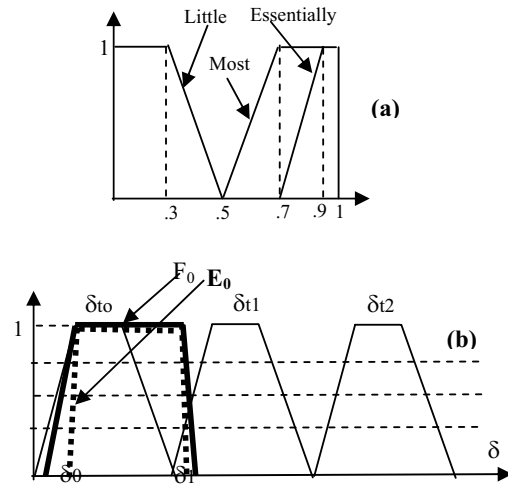 Little
Essentially
1
Most
(a)
.3 .5 .7 .9 1
F₀ E₀
δto δt1 δt2
1
(b)
δ0 δ1 δ